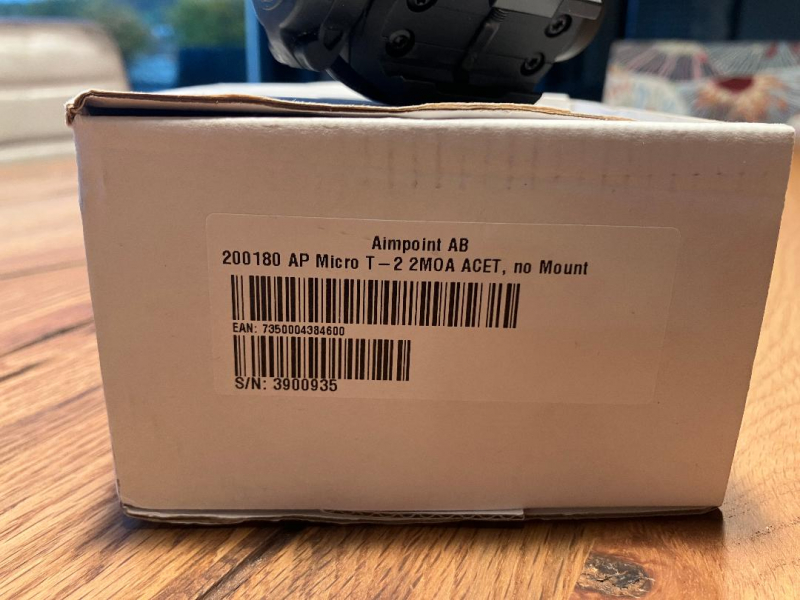 Aimpoint AB
200180 AP Micro T-2 2MOA ACET, no Mount
EAN: 7350004384600
S/N: 3900935